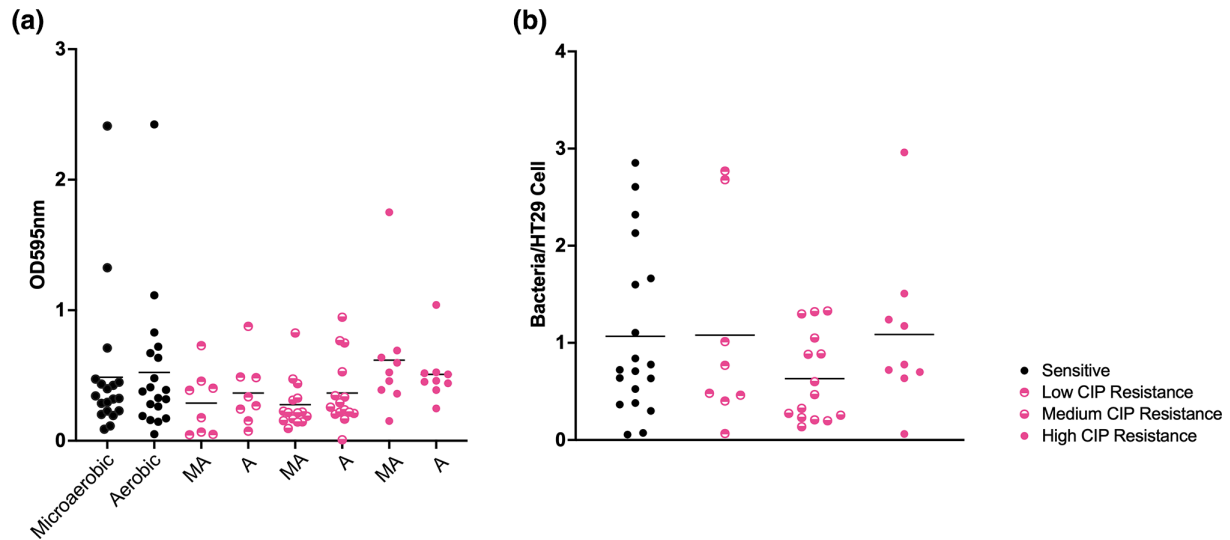 (a)
3
2
1
0
OD595nm
Microaerobic
Aerobic
MA
A
MA
A
MA
A
(b)
4
3
2
1
0
Bacteria/HT29 Cell
Sensitive
Low CIP Resistance
Medium CIP Resistance
High CIP Resistance